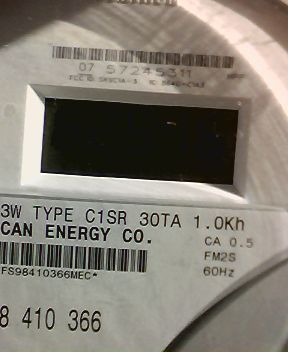 07 57245311
3W TYPE C1SR 30TA 1.0Kh
CAN ENERGY CO.
CA 0.5
FM2S
60Hz
FS98410366MEC*
8 410 366